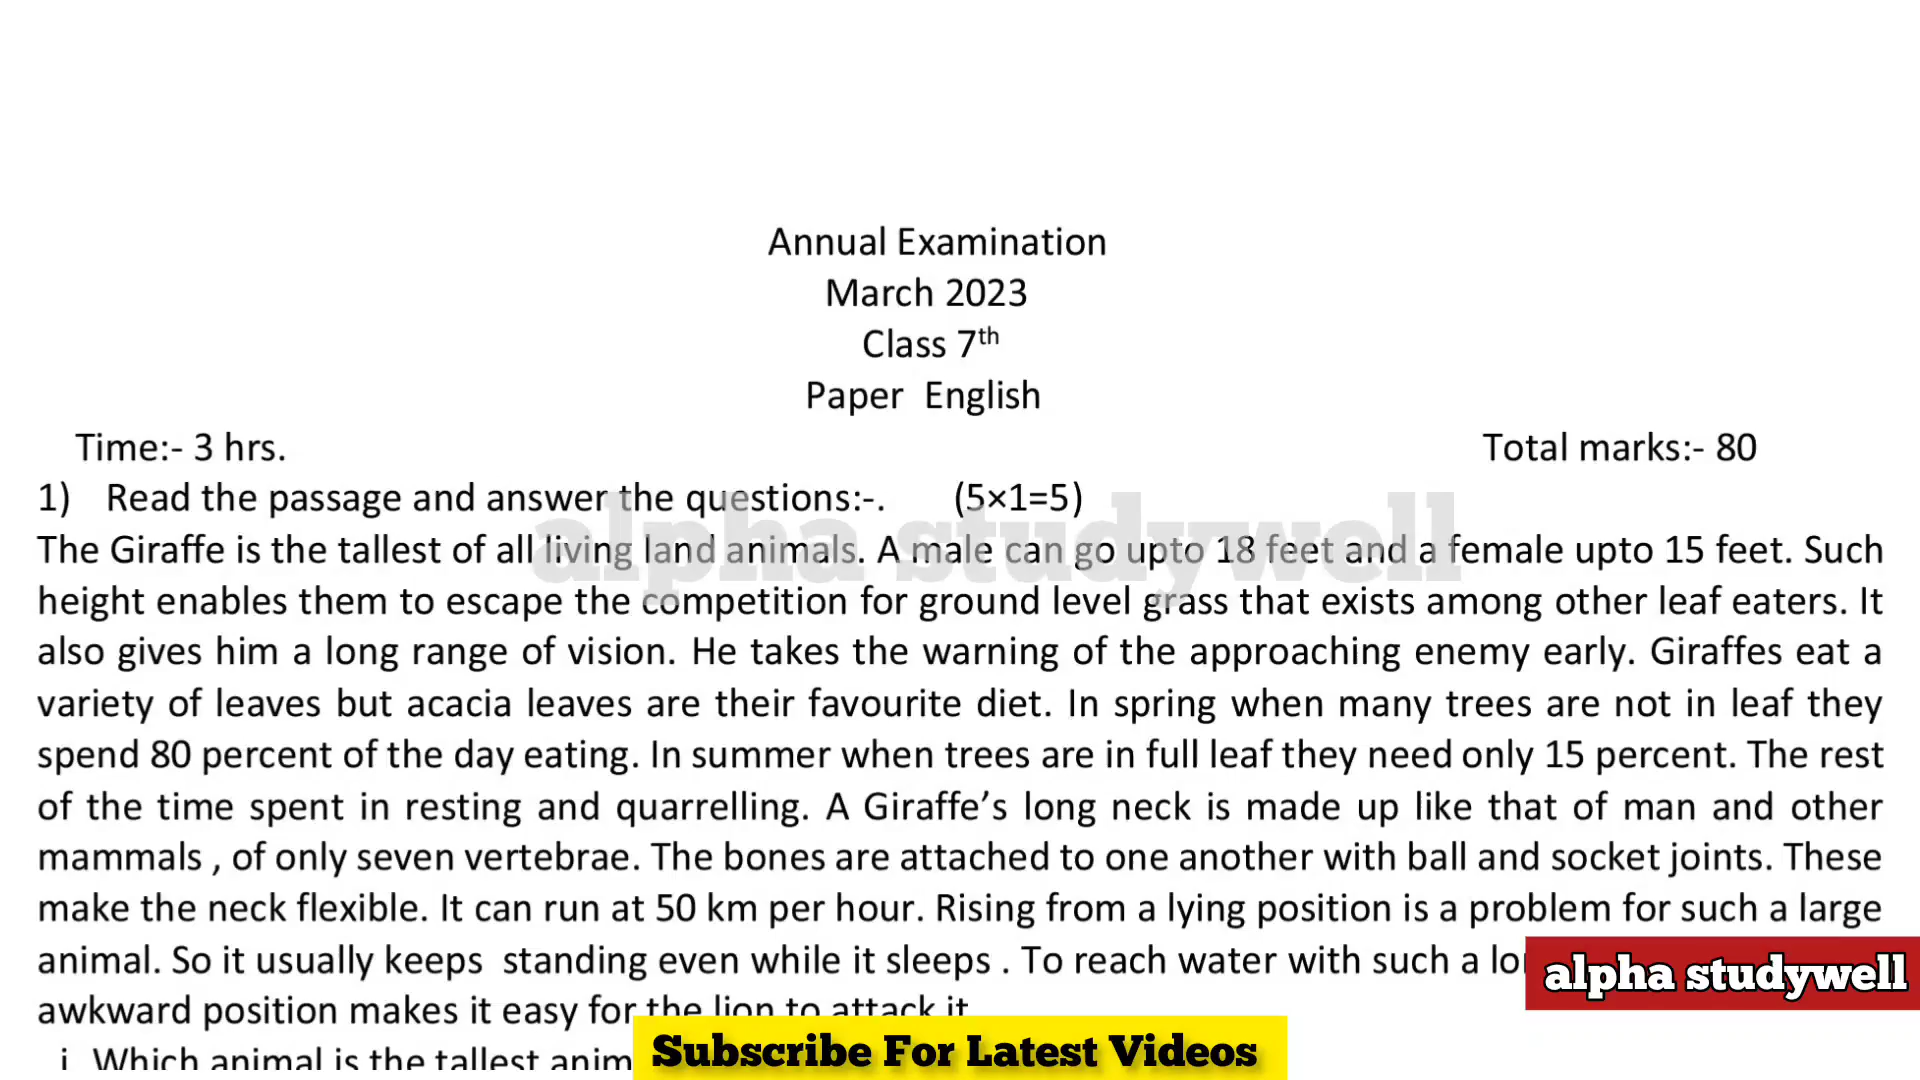 Annual Examination
March 2023
Class 7th
Paper English
Time:- 3 hrs.
Total marks:- 80
1) Read the passage and answer the questions:-. (5×1=5)
alpha studywell
The Giraffe is the tallest of all living land animals. A male can go upto 18 feet and a female upto 15 feet. Such
height enables them to escape the competition for ground level grass that exists among other leaf eaters. It
also gives him a long range of vision. He takes the warning of the approaching enemy early. Giraffes eat a
variety of leaves but acacia leaves are their favourite diet. In spring when many trees are not in leaf they
spend 80 percent of the day eating. In summer when trees are in full leaf they need only 15 percent. The rest
of the time spent in resting and quarrelling. A Giraffe’s long neck is made up like that of man and other
mammals , of only seven vertebrae. The bones are attached to one another with ball and socket joints. These
make the neck flexible. It can run at 50 km per hour. Rising from a lying position is a problem for such a large
animal. So it usually keeps standing even while it sleeps . To reach water with such a
alpha studywell
awkward position makes it easy for the lion to attack it
i. Which animal is the tallest
Subscribe For Latest Videos